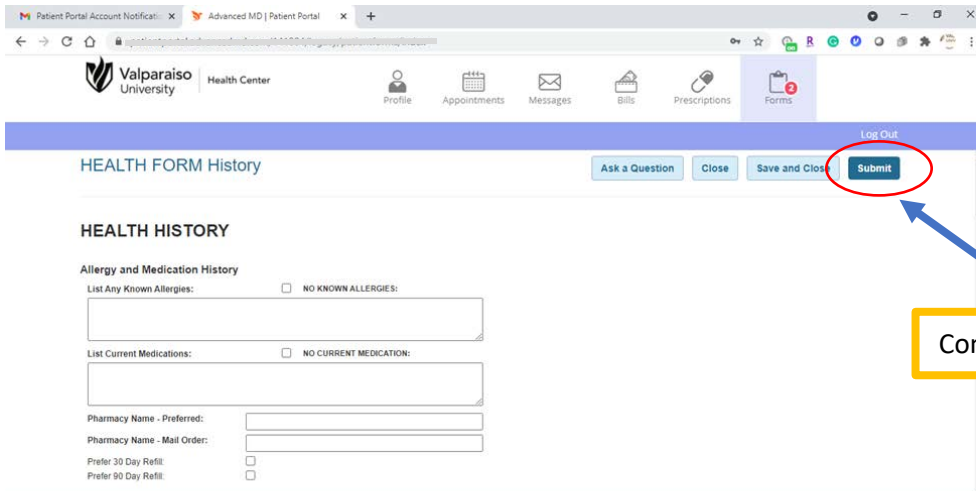 Patient Portal Account Notificati
Advanced MD | Patient Portal
Valparaiso University | Health Center
Profile
Appointments
Messages
Bills
Prescriptions
2
Forms
Log Out
HEALTH FORM History
Ask a Question
Close
Save and Close
Submit
HEALTH HISTORY
Allergy and Medication History
List Any Known Allergies:
NO KNOWN ALLERGIES:
List Current Medications:
NO CURRENT MEDICATION:
Pharmacy Name - Preferred:
Pharmacy Name - Mail Order:
Prefer 30 Day Refill:
Prefer 90 Day Refill: